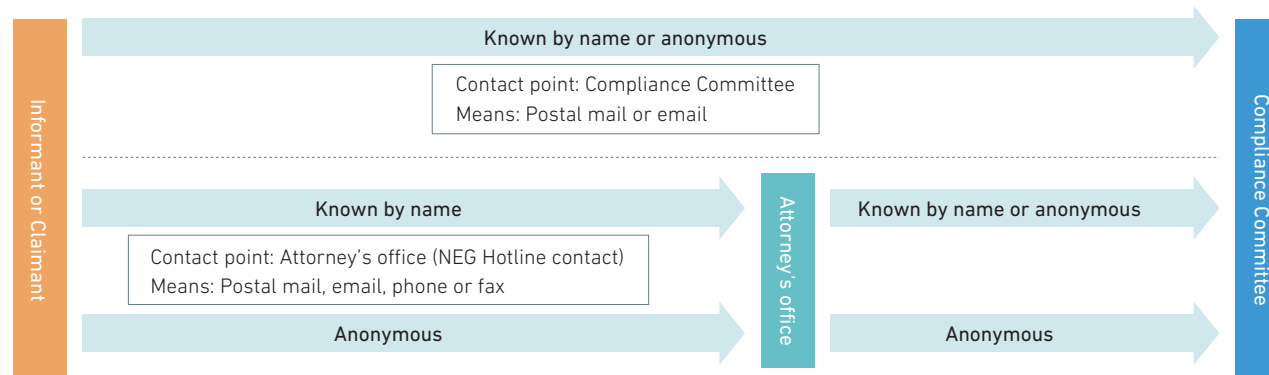 Informant or Claimant
Known by name or anonymous
Contact point: Compliance Committee
Means: Postal mail or email
Known by name
Contact point: Attorney’s office (NEG Hotline contact)
Means: Postal mail, email, phone or fax
Anonymous
Attorney’s office
Known by name or anonymous
Anonymous
Compliance Committee